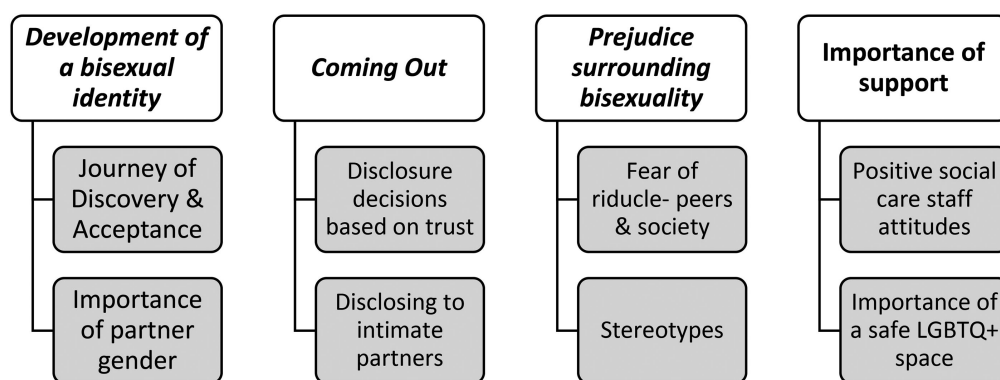 Development of
a bisexual
identity
Journey of
Discovery &
Acceptance
Importance
of partner
gender
Coming Out
Disclosure
decisions
based on trust
Disclosing to
intimate
partners
Prejudice
surrounding
bisexuality
Fear of
riducle- peers
& society
Stereotypes
Importance of
support
Positive social
care staff
attitudes
Importance of
a safe LGBTQ+
space